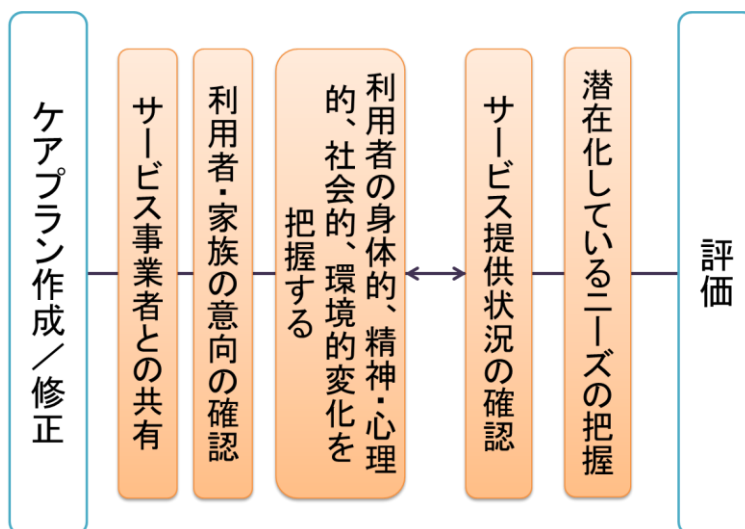 ケアプラン作成／修正
サービス事業者との共有
利用者・家族の意向の確認
利用者の身体的、精神・心理
的、社会的、環境的変化を
把握する
サービス提供状況の確認
潜在化しているニーズの把握
評価